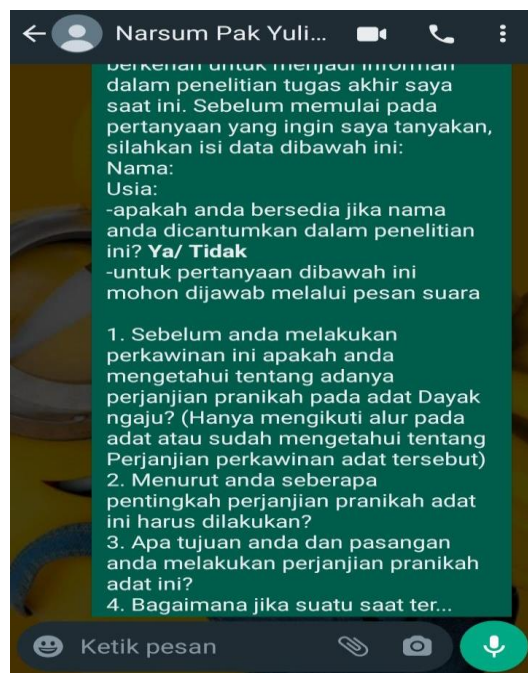 Narsum Pak Yuli...
berkenan untuk menjadi informan
dalam penelitian tugas akhir saya
saat ini. Sebelum memulai pada
pertanyaan yang ingin saya tanyakan,
silahkan isi data dibawah ini:
Nama:
Usia:
-apakah anda bersedia jika nama
anda dicantumkan dalam penelitian
ini? Ya/ Tidak
-untuk pertanyaan dibawah ini
mohon dijawab melalui pesan suara
1. Sebelum anda melakukan
perkawinan ini apakah anda
mengetahui tentang adanya
perjanjian pranikah pada adat Dayak
ngaju? (Hanya mengikuti alur pada
adat atau sudah mengetahui tentang
Perjanjian perkawinan adat tersebut)
2. Menurut anda seberapa
pentingkah perjanjian pranikah adat
ini harus dilakukan?
3. Apa tujuan anda dan pasangan
anda melakukan perjanjian pranikah
adat ini?
4. Bagaimana jika suatu saat ter...
Ketik pesan